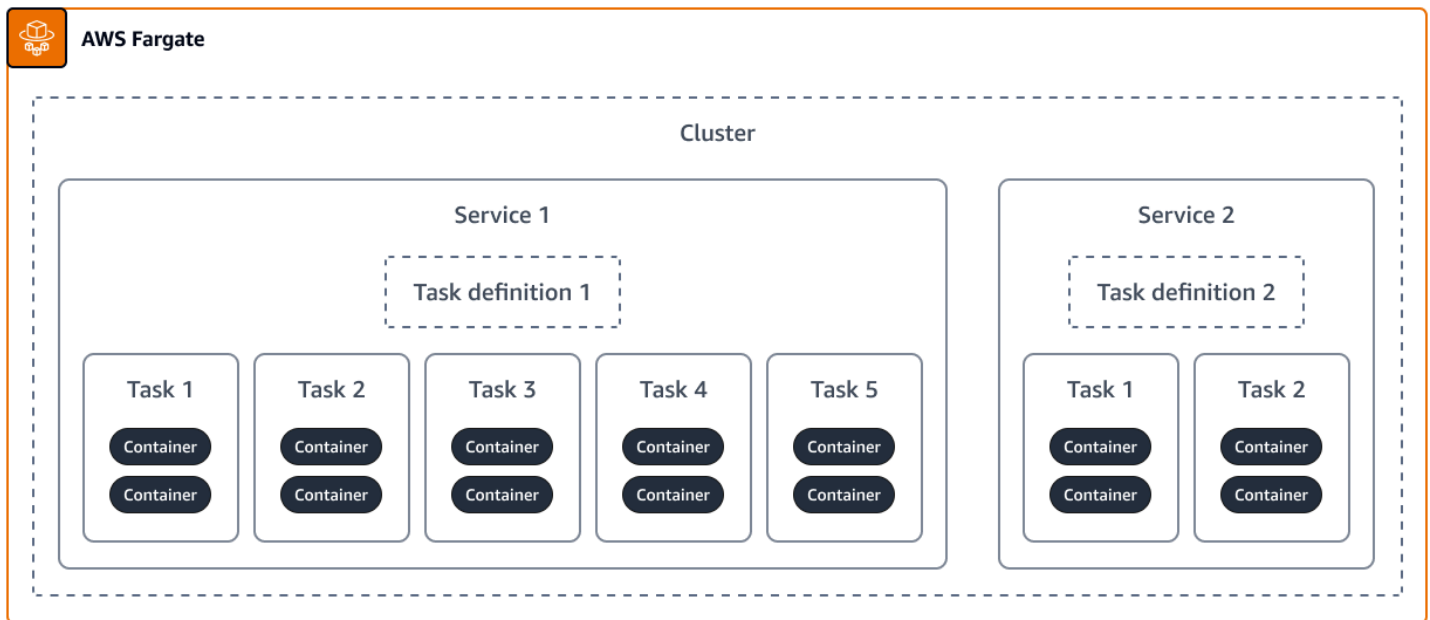 AWS Fargate
Cluster
Service 1
Task definition 1
Task 1
Container
Container
Task 2
Container
Container
Task 3
Container
Container
Task 4
Container
Container
Task 5
Container
Container
Service 2
Task definition 2
Task 1
Container
Container
Task 2
Container
Container